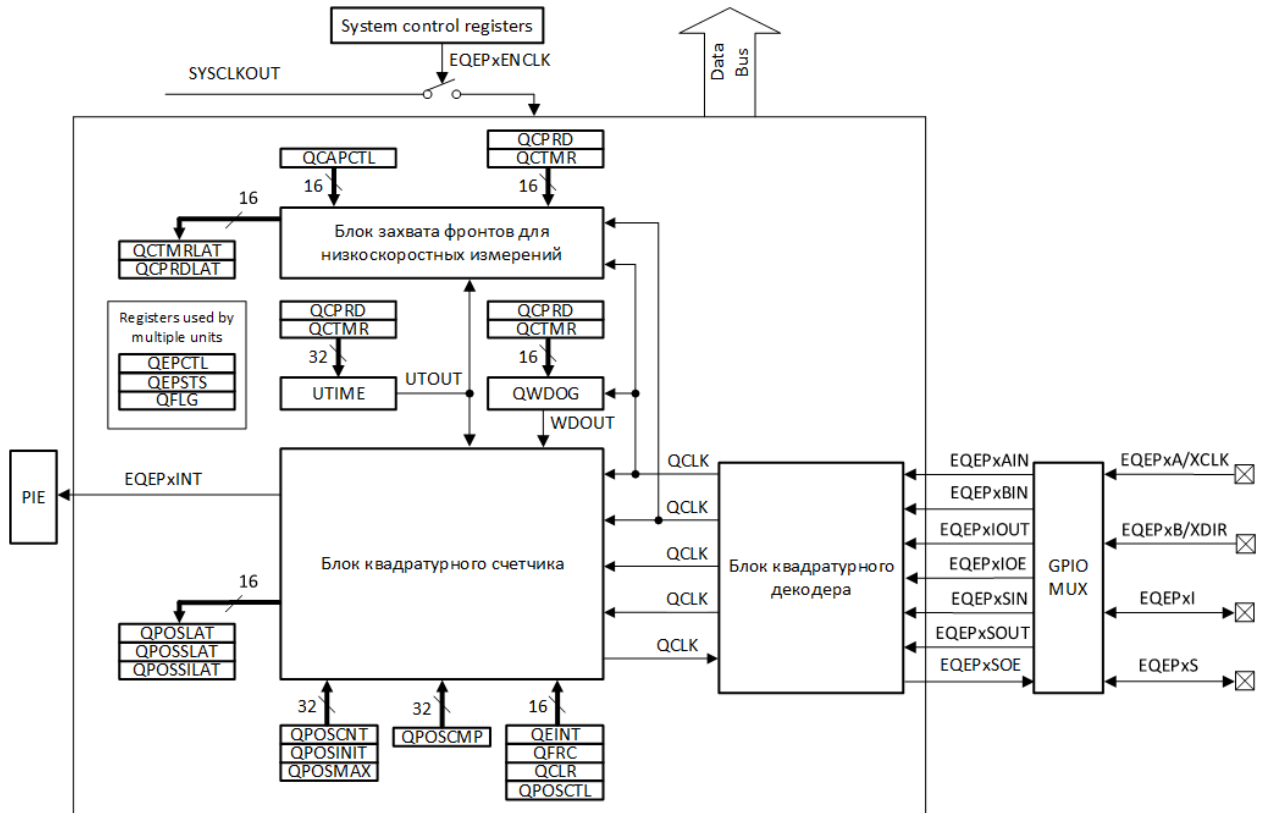 System control registers
EQEPxENCLK
SYSCLKOUT
Data
Bus
QCAPCTL
QCPRD
QCTMR
16
16
16
Блок захвата фронтов для
низкоскоростных измерений
QCTMRLAT
QCPRDLAT
Registers used by
multiple units
QEPCTL
QEPSTS
QFLG
QCPRD
QCTMR
32
UTIME
UTOUT
QCPRD
QCTMR
16
QWDOG
WDOUT
PIE
EQEPxINT
Блок квадратурного счетчика
QCLK
QCLK
QCLK
QCLK
QCLK
Блок квадратурного
декодера
EQEPxAIN
EQEPxBIN
EQEPxIOUT
EQEPxIOE
EQEPxSIN
EQEPxSOUT
EQEPxSOE
GPIO
MUX
EQEPxA/XCLK
EQEPxB/XDIR
EQEPxI
EQEPxS
16
QPOSLAT
QPOSSLAT
QPOSSILAT
32
QPOSCNT
QPOSINIT
QPOSMAX
32
QPOSCMP
16
QEINT
QFRC
QCLR
QPOSCTL